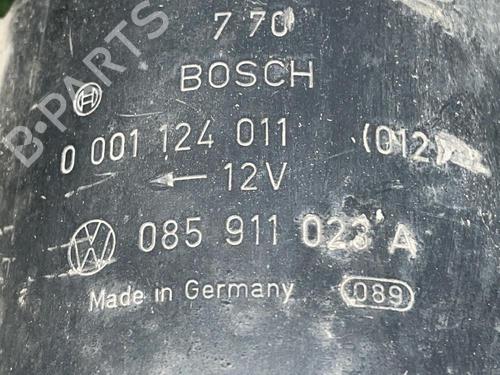 B-PARTS
7 70
BOSCH
0 001 124 011 (012)
← 12V
085 911 023 A
Made in Germany 089